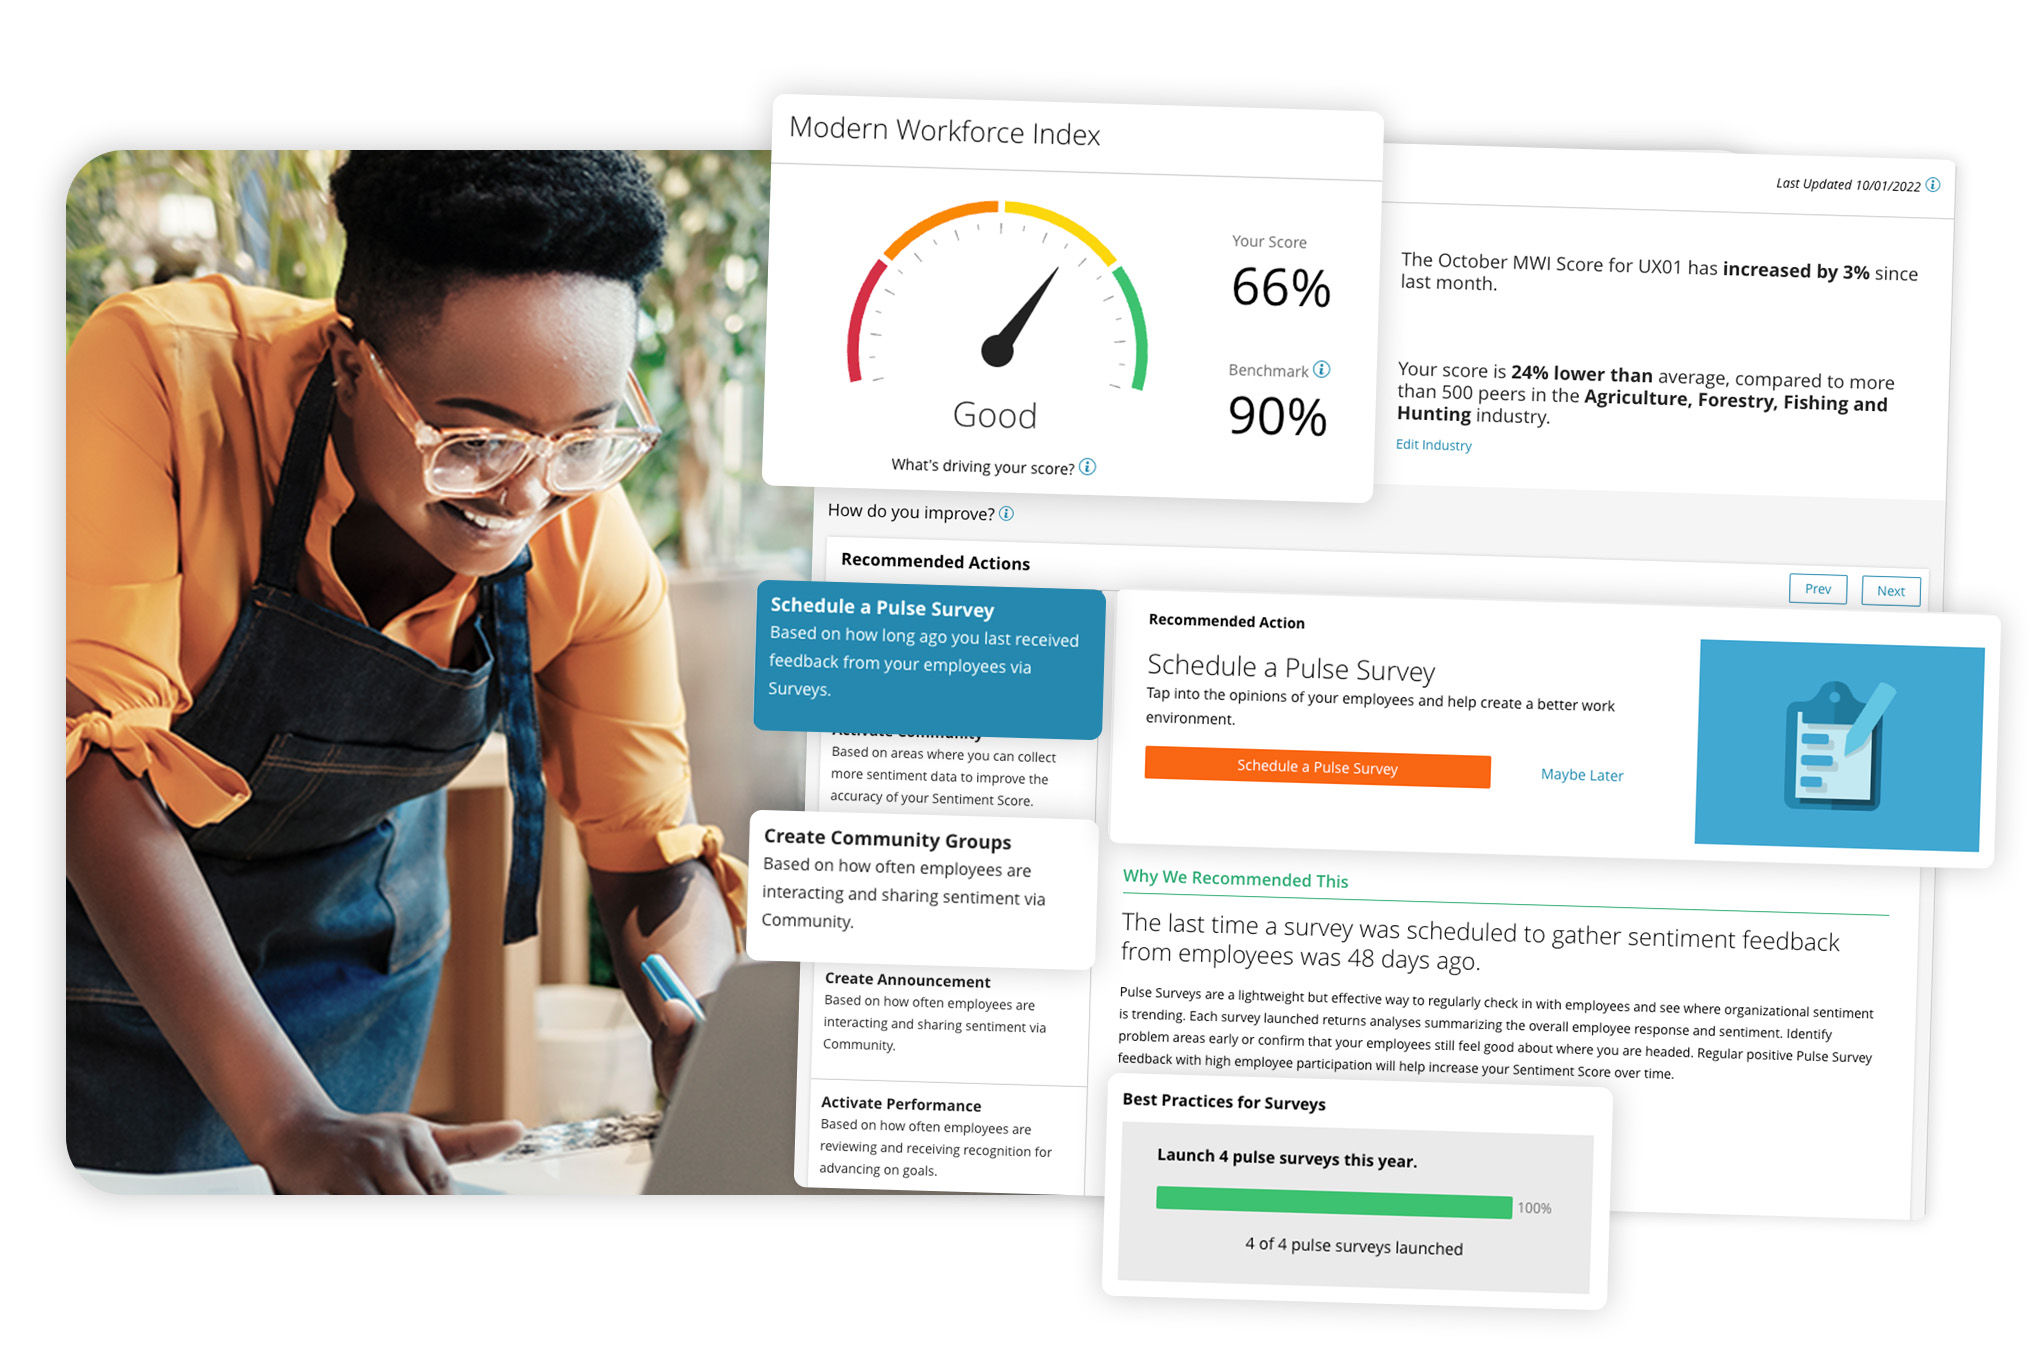 Modern Workforce Index
Your Score
66%
Benchmark
90%
Good
What's driving your score?
Last Updated 10/01/2022
The October MWI Score for UX01 has increased by 3% since
last month.
Your score is 24% lower than average, compared to more
than 500 peers in the Agriculture, Forestry, Fishing and
Hunting industry.
Edit Industry
How do you improve?
Recommended Actions
Prev
Next
Schedule a Pulse Survey
Based on how long ago you last received
feedback from your employees via
Surveys.
Activate Community
Based on areas where you can collect
more sentiment data to improve the
accuracy of your Sentiment Score.
Create Community Groups
Based on how often employees are
interacting and sharing sentiment via
Community.
Create Announcement
Based on how often employees are
interacting and sharing sentiment via
Community.
Activate Performance
Based on how often employees are
reviewing and receiving recognition for
advancing on goals.
Recommended Action
Schedule a Pulse Survey
Tap into the opinions of your employees and help create a better work
environment.
Schedule a Pulse Survey
Maybe Later
Why We Recommended This
The last time a survey was scheduled to gather sentiment feedback
from employees was 48 days ago.
Pulse Surveys are a lightweight but effective way to regularly check in with employees and see where organizational sentiment
is trending. Each survey launched returns analyses summarizing the overall employee response and sentiment. Identify
problem areas early or confirm that your employees still feel good about where you are headed. Regular positive Pulse Survey
feedback with high employee participation will help increase your Sentiment Score over time.
Best Practices for Surveys
Launch 4 pulse surveys this year.
100%
4 of 4 pulse surveys launched